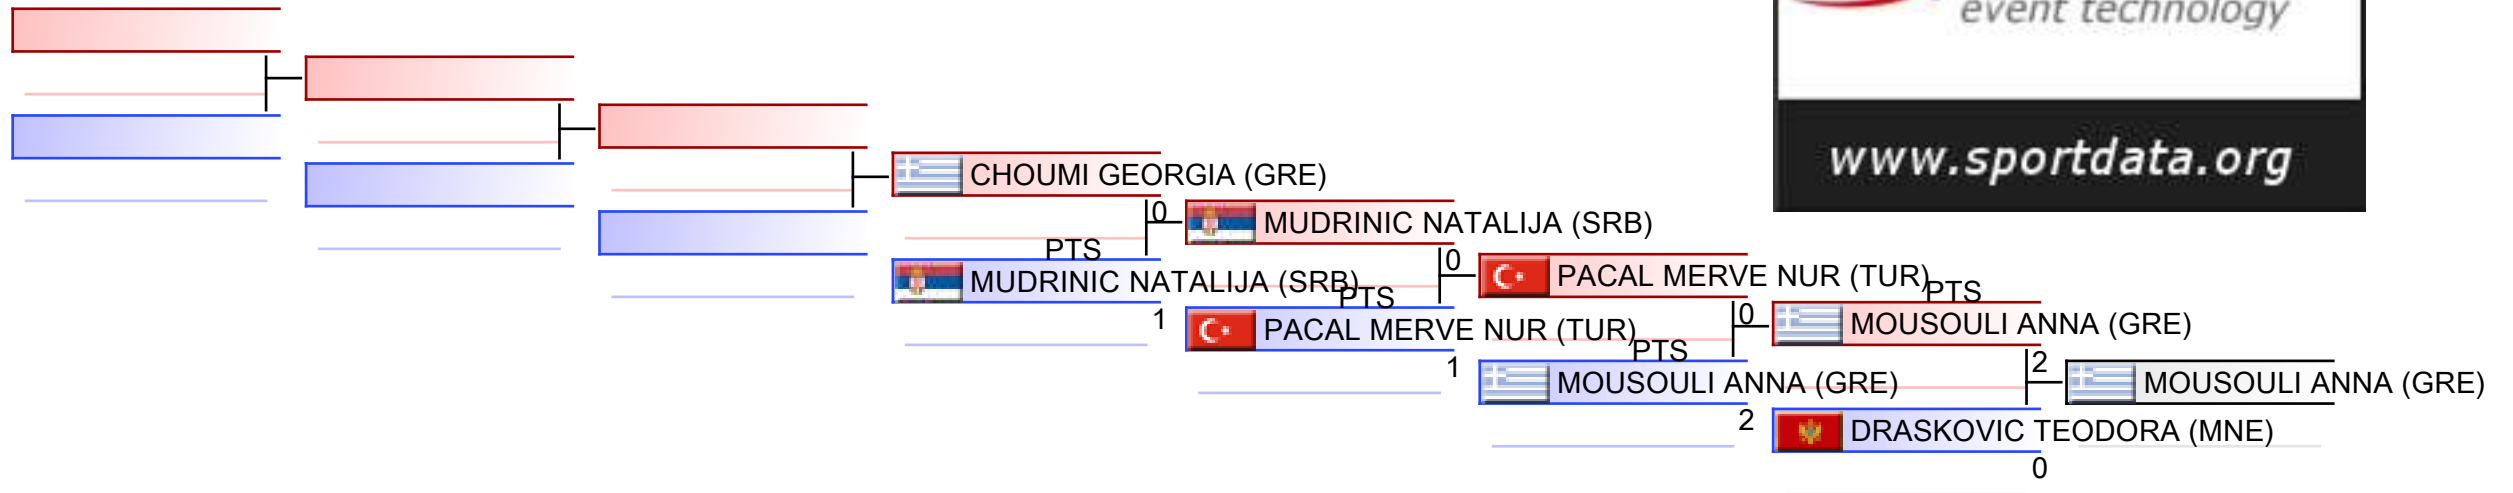 event technology
www.sportdata.org
CHOUMI GEORGIA (GRE)
0
MUDRINIC NATALIJA (SRB)
PTS
MUDRINIC NATALIJA (SRB)
1
0
PACAL MERVE NUR (TUR)
PTS
PACAL MERVE NUR (TUR)
1
0
PTS
MOUSOULI ANNA (GRE)
PTS
MOUSOULI ANNA (GRE)
2
2
MOUSOULI ANNA (GRE)
DRASKOVIC TEODORA (MNE)
0